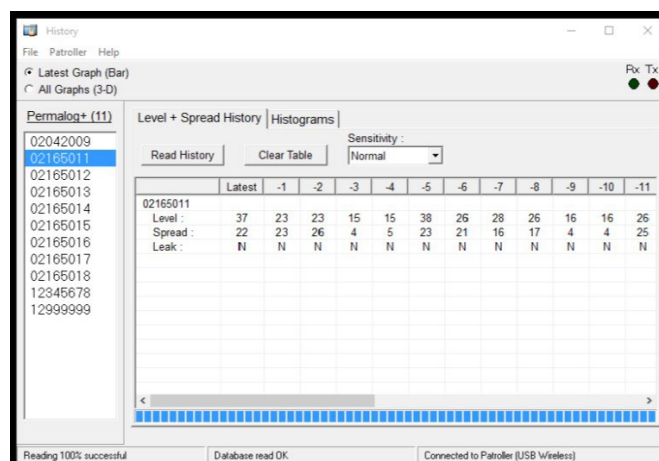 History
File Patroller Help
Latest Graph (Bar)
All Graphs (3-D)
Rx Tx
Permalog+ (11)
02042009
02165011
02165012
02165013
02165014
02165015
02165016
02165017
02165018
12345678
12999999
Level + Spread History Histograms
Sensitivity :
Read History Clear Table Normal
Latest -1 -2 -3 -4 -5 -6 -7 -8 -9 -10 -11
02165011
Level : 37 23 23 15 15 38 26 28 26 16 16 26
Spread : 22 23 26 4 5 23 21 16 17 4 4 25
Leak : N N N N N N N N N N N N
Reading 100% successful Database read OK Connected to Patroller (USB Wireless)